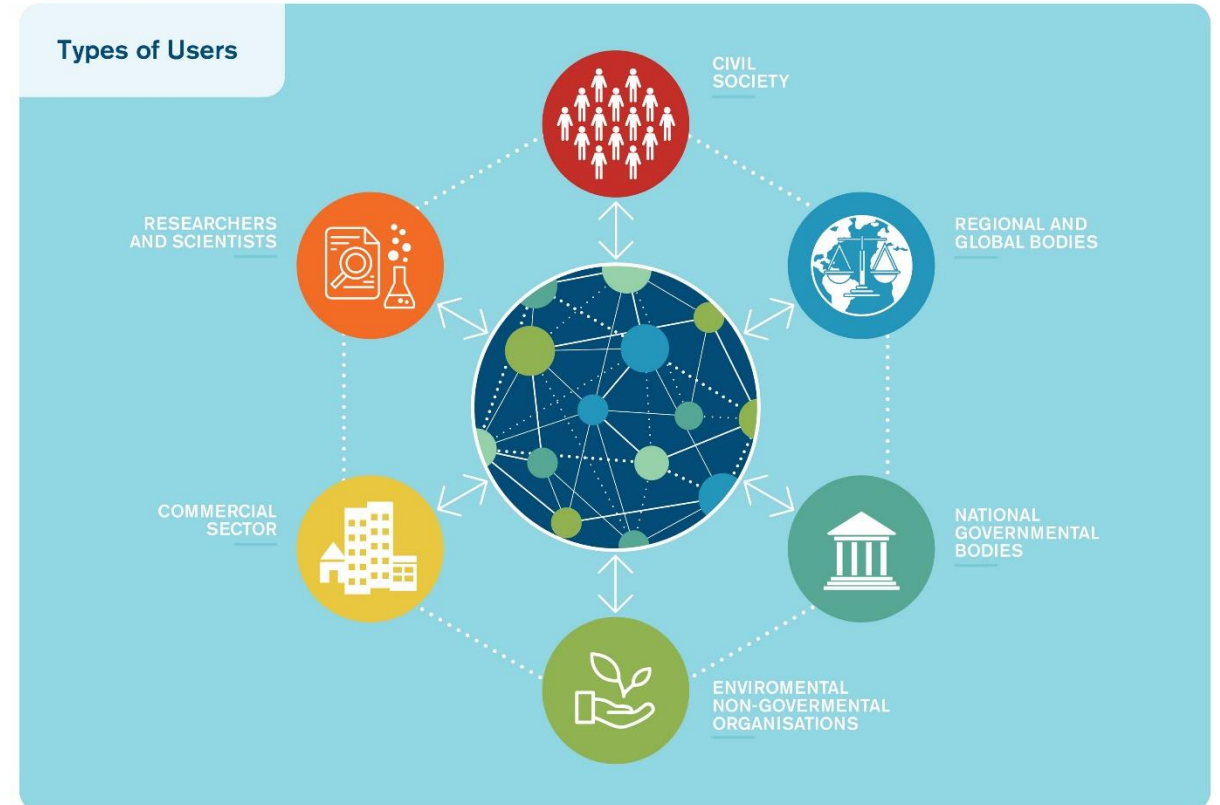 Types of Users
CIVIL
SOCIETY
RESEARCHERS
AND SCIENTISTS
REGIONAL AND
GLOBAL BODIES
COMMERCIAL
SECTOR
NATIONAL
GOVERNMENTAL
BODIES
ENVIROMENTAL
NON-GOVERMENTAL
ORGANISATIONS